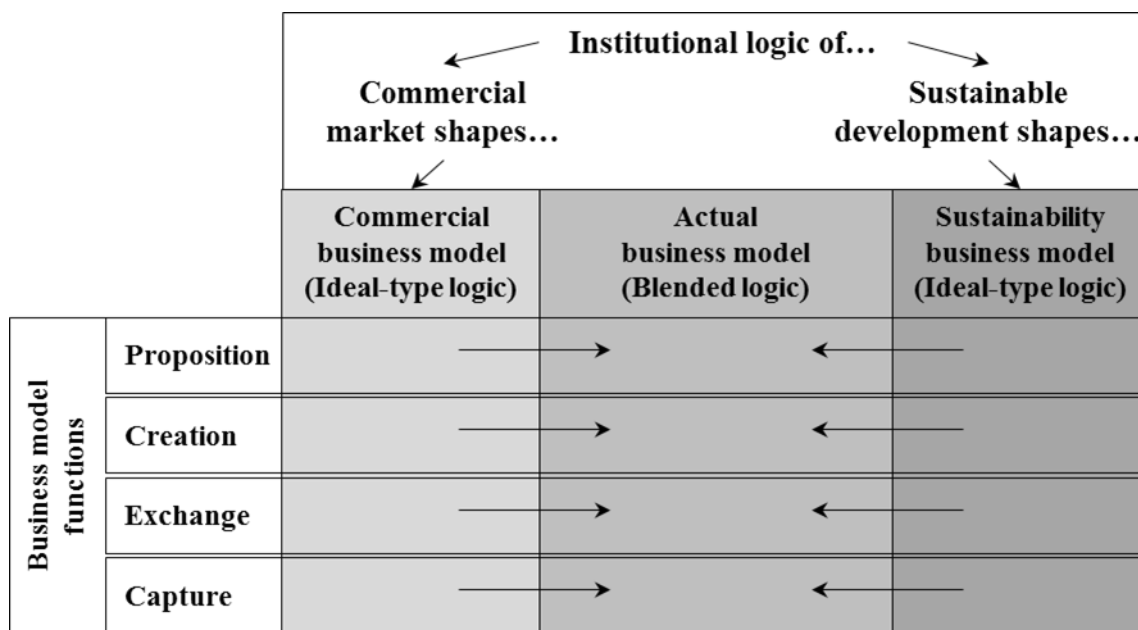 Institutional logic of…
Commercial
market shapes…
Sustainable
development shapes…
Commercial
business model
(Ideal-type logic)
Actual
business model
(Blended logic)
Sustainability
business model
(Ideal-type logic)
Business model
functions
Proposition
Creation
Exchange
Capture